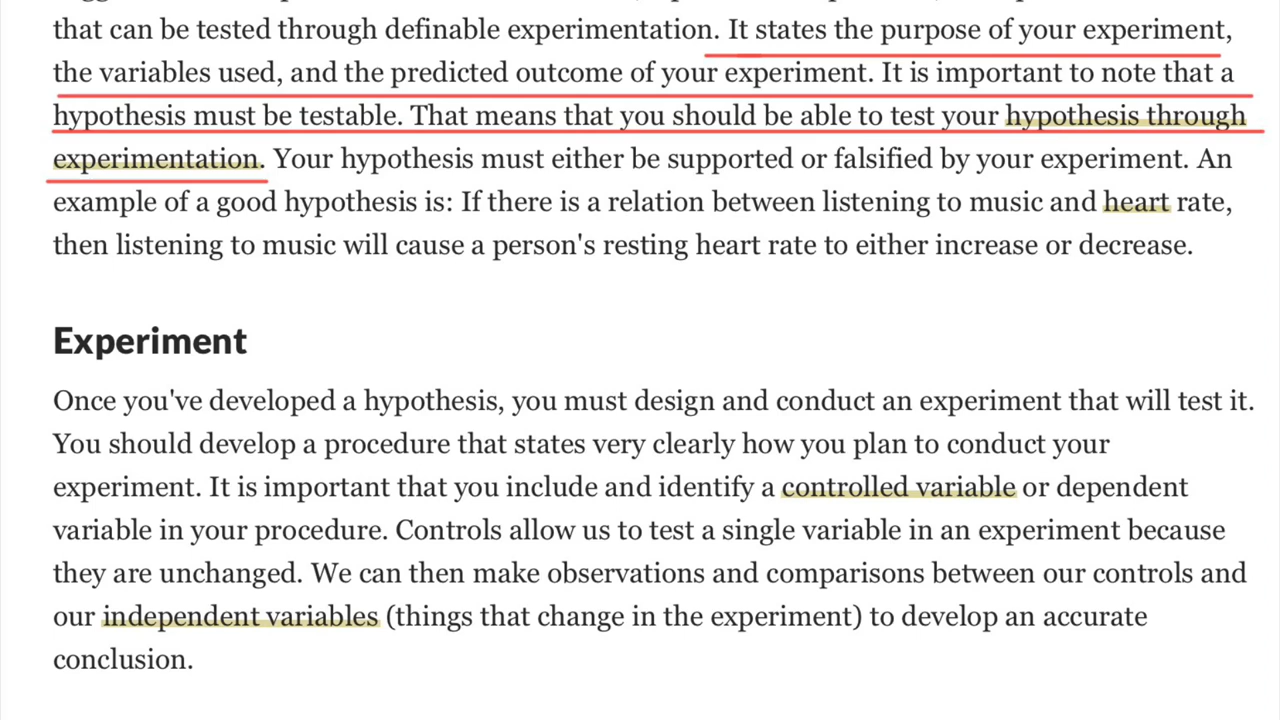 that can be tested through definable experimentation. It states the purpose of your experiment,
the variables used, and the predicted outcome of your experiment. It is important to note that a
hypothesis must be testable. That means that you should be able to test your hypothesis through
experimentation. Your hypothesis must either be supported or falsified by your experiment. An
example of a good hypothesis is: If there is a relation between listening to music and heart rate,
then listening to music will cause a person's resting heart rate to either increase or decrease.
Experiment
Once you've developed a hypothesis, you must design and conduct an experiment that will test it.
You should develop a procedure that states very clearly how you plan to conduct your
experiment. It is important that you include and identify a controlled variable or dependent
variable in your procedure. Controls allow us to test a single variable in an experiment because
they are unchanged. We can then make observations and comparisons between our controls and
our independent variables (things that change in the experiment) to develop an accurate
conclusion.